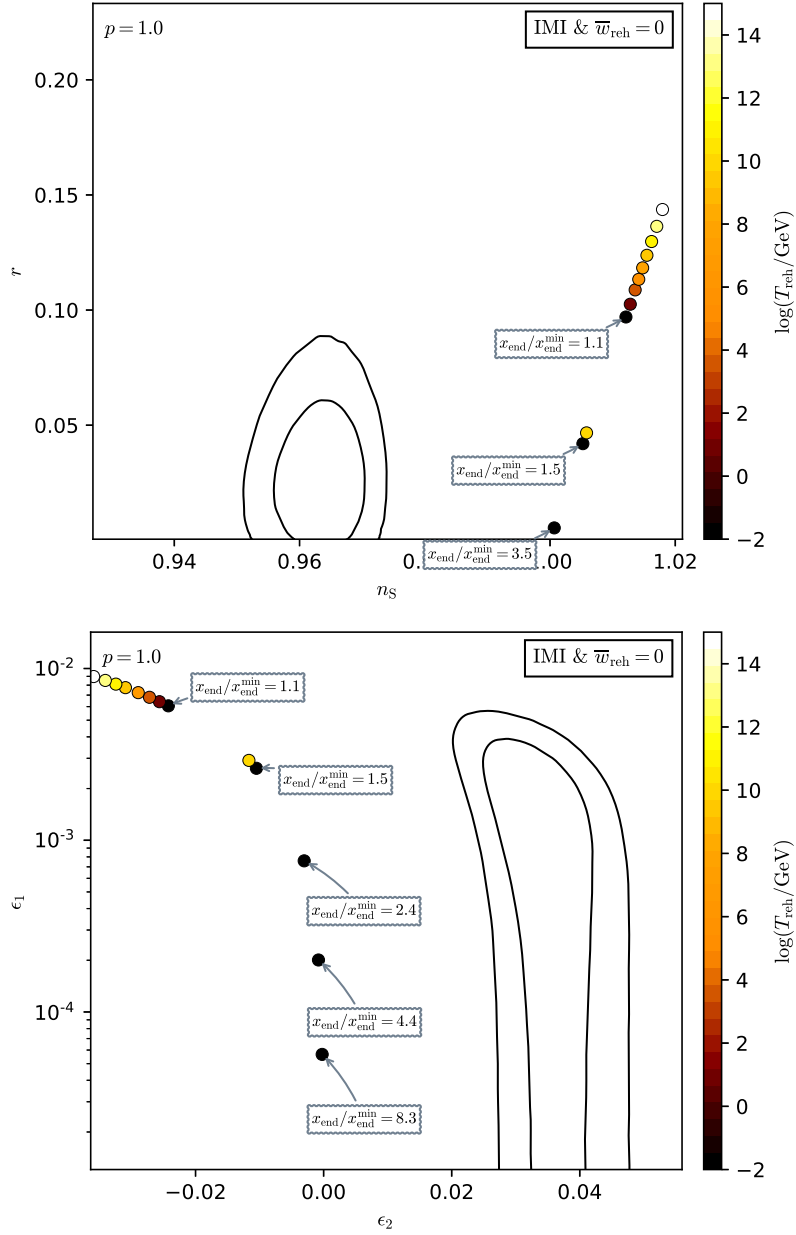 p = 1.0
IMI & w̅_reh = 0
0.20
0.15
0.10
0.05
r
x_end/x_end^min = 1.1
x_end/x_end^min = 1.5
x_end/x_end^min = 3.5
0.94
0.96
0.
.00
1.02
n_S
14
12
10
8
6
4
2
0
−2
log(T_reh/GeV)
p = 1.0
IMI & w̅_reh = 0
10^-2
10^-3
10^-4
ϵ_1
x_end/x_end^min = 1.1
x_end/x_end^min = 1.5
x_end/x_end^min = 2.4
x_end/x_end^min = 4.4
x_end/x_end^min = 8.3
−0.02
0.00
0.02
0.04
ϵ_2
14
12
10
8
6
4
2
0
−2
log(T_reh/GeV)